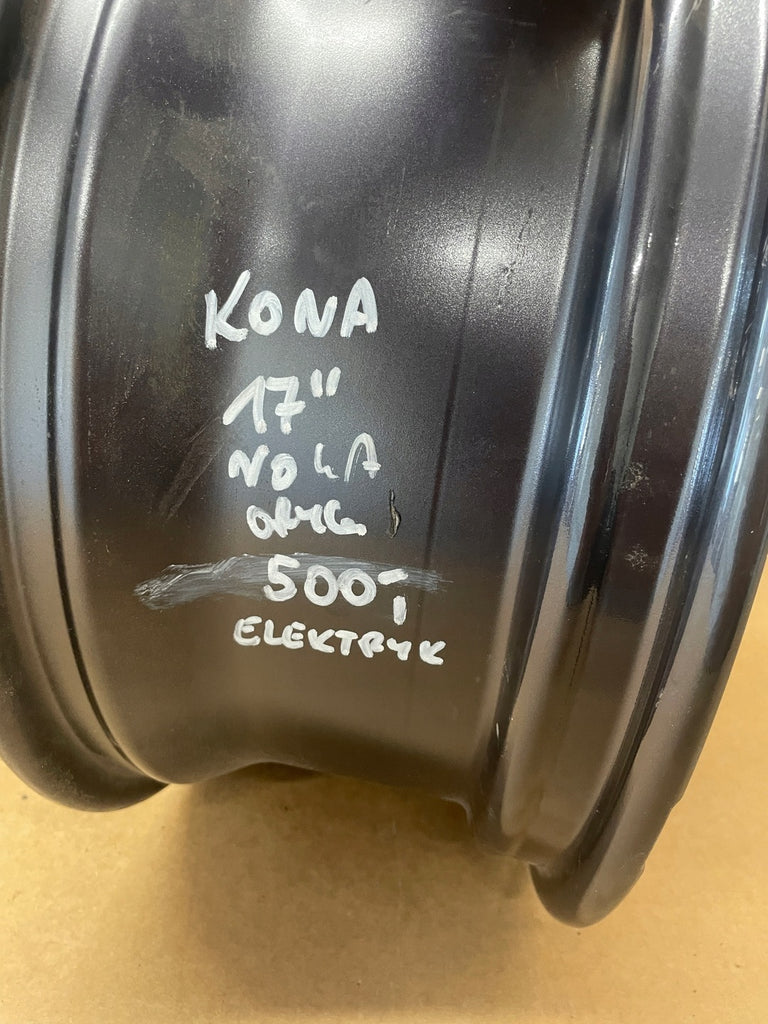 KONA
17"
NOWA
ORYG
500,-
ELEKTRYK